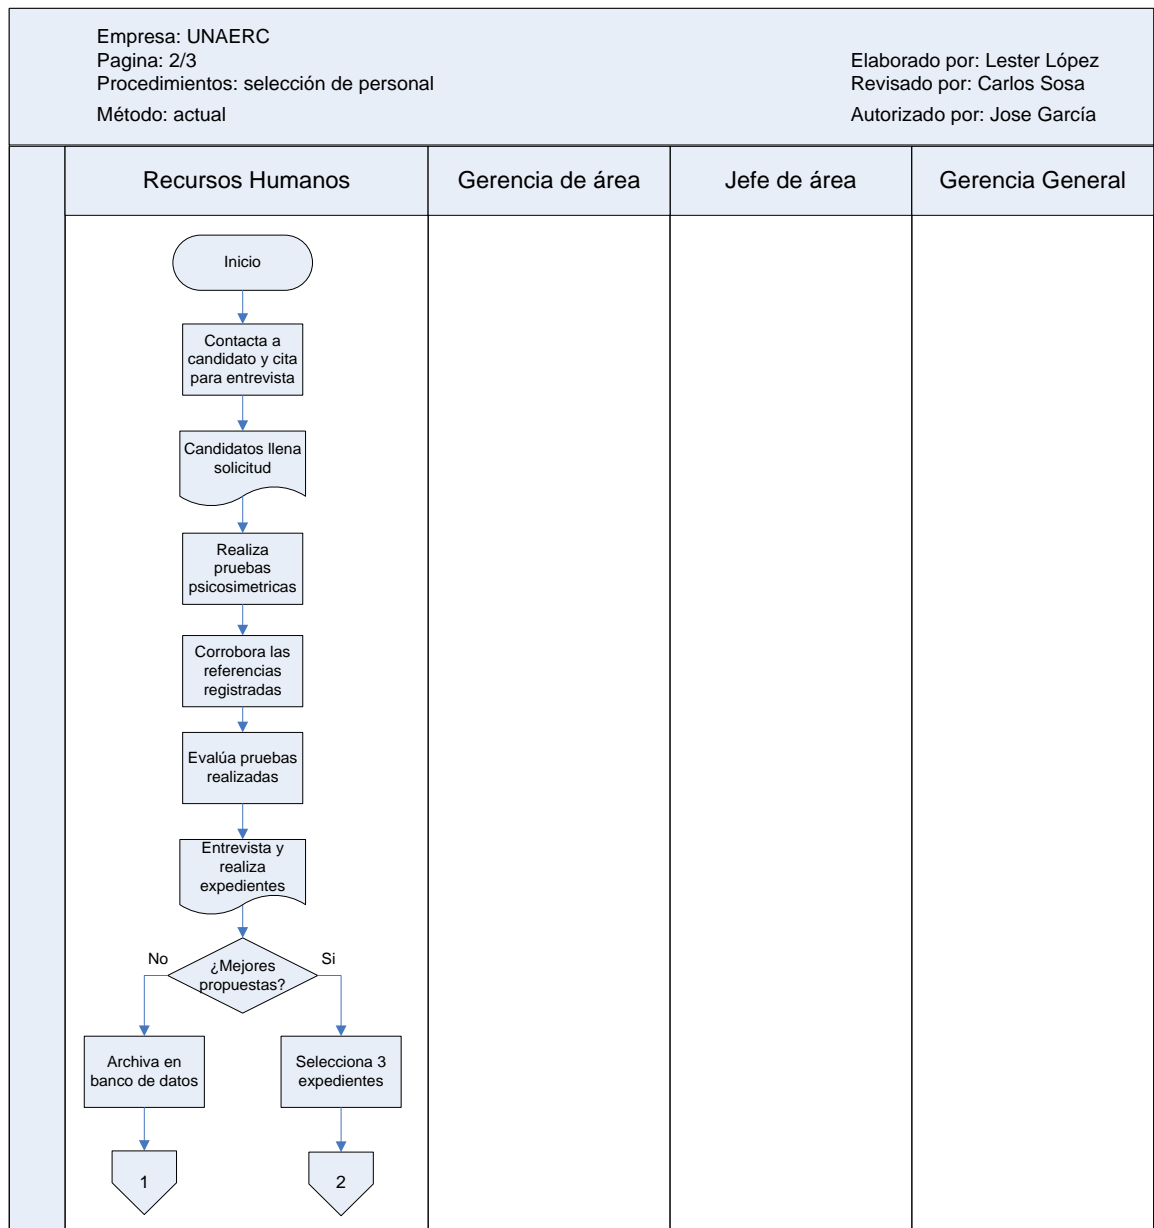 Empresa: UNAERC
Pagina: 2/3
Procedimientos: selección de personal
Método: actual
Elaborado por: Lester López
Revisado por: Carlos Sosa
Autorizado por: Jose García
Recursos Humanos
Gerencia de área
Jefe de área
Gerencia General
Inicio
Contacta a
candidato y cita
para entrevista
Candidatos llena
solicitud
Realiza
pruebas
psicosimetricas
Corrobora las
referencias
registradas
Evalúa pruebas
realizadas
Entrevista y
realiza
expedientes
No
¿Mejores
propuestas?
Si
Archiva en
banco de datos
Selecciona 3
expedientes
1
2